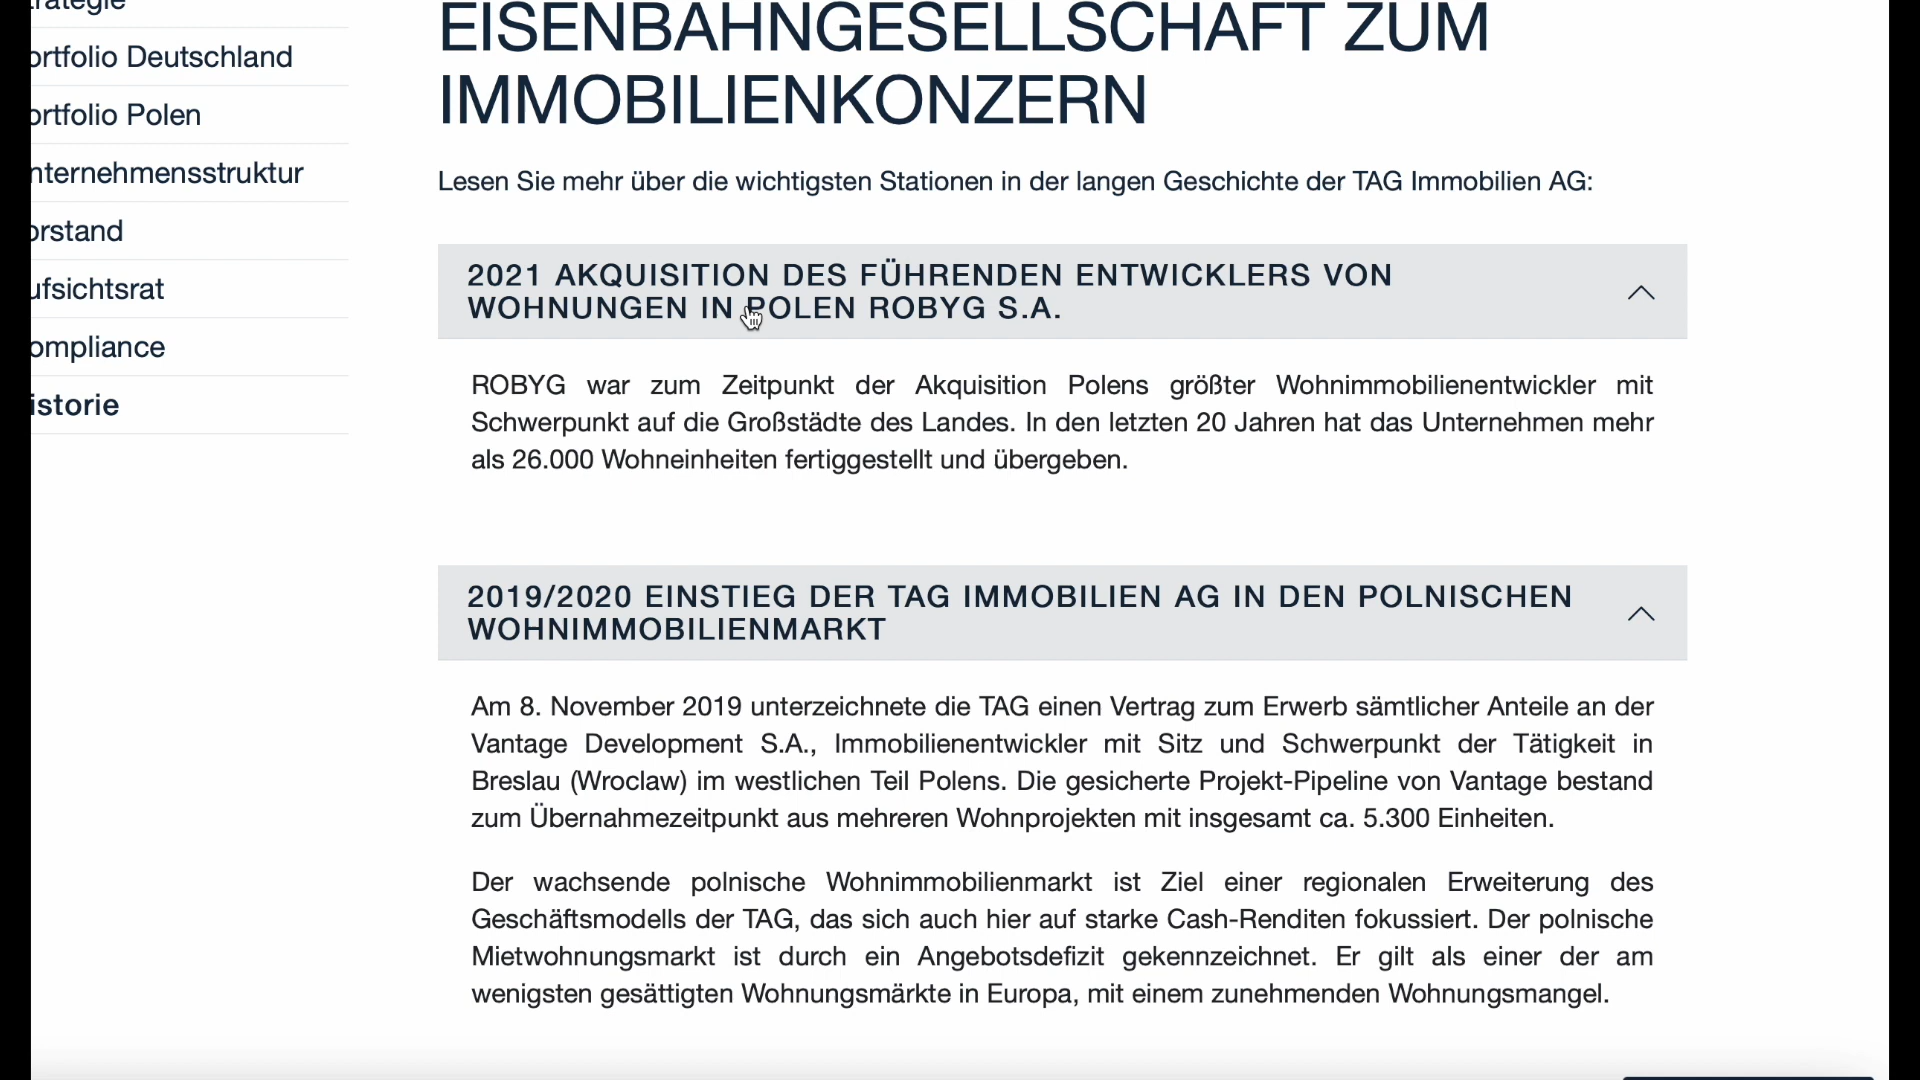 EISENBAHNGESELLSCHAFT ZUM
IMMOBILIENKONZERN
Lesen Sie mehr über die wichtigsten Stationen in der langen Geschichte der TAG Immobilien AG:
ortfolio Deutschland
ortfolio Polen
nternehmensstruktur
orstand
ufsichtsrat
ompliance
istorie
2021 AKQUISITION DES FÜHRENDEN ENTWICKLERS VON
WOHNUNGEN IN POLEN ROBYG S.A.
ROBYG war zum Zeitpunkt der Akquisition Polens größter Wohnimmobilienentwickler mit
Schwerpunkt auf die Großstädte des Landes. In den letzten 20 Jahren hat das Unternehmen mehr
als 26.000 Wohneinheiten fertiggestellt und übergeben.
2019/2020 EINSTIEG DER TAG IMMOBILIEN AG IN DEN POLNISCHEN
WOHNIMMOBILIENMARKT
Am 8. November 2019 unterzeichnete die TAG einen Vertrag zum Erwerb sämtlicher Anteile an der
Vantage Development S.A., Immobilienentwickler mit Sitz und Schwerpunkt der Tätigkeit in
Breslau (Wroclaw) im westlichen Teil Polens. Die gesicherte Projekt-Pipeline von Vantage bestand
zum Übernahmezeitpunkt aus mehreren Wohnprojekten mit insgesamt ca. 5.300 Einheiten.
Der wachsende polnische Wohnimmobilienmarkt ist Ziel einer regionalen Erweiterung des
Geschäftsmodells der TAG, das sich auch hier auf starke Cash-Renditen fokussiert. Der polnische
Mietwohnungsmarkt ist durch ein Angebotsdefizit gekennzeichnet. Er gilt als einer der am
wenigsten gesättigten Wohnungsmärkte in Europa, mit einem zunehmenden Wohnungsmangel.